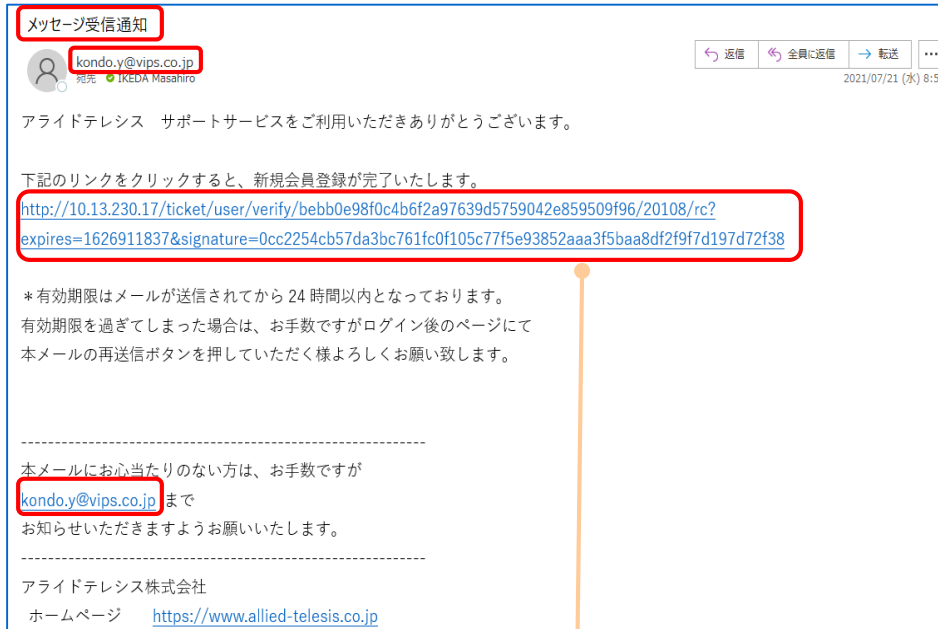 メッセージ受信通知
kondo.y@vips.co.jp
宛先 IKEDA Masahiro
返信 全員に返信 転送 …
2021/07/21 (水) 8:5
アライドテレシス　サポートサービスをご利用いただきありがとうございます。
下記のリンクをクリックすると、新規会員登録が完了いたします。
http://10.13.230.17/ticket/user/verify/bebb0e98f0c4b6f2a97639d5759042e859509f96/20108/rc?
expires=1626911837&signature=0cc2254cb57da3bc761fc0f105c77f5e93852aaa3f5baa8df2f9f7d197d72f38
＊有効期限はメールが送信されてから 24 時間以内となっております。
有効期限を過ぎてしまった場合は、お手数ですがログイン後のページにて
本メールの再送信ボタンを押していただく様よろしくお願い致します。
------------------------------------------------------------
本メールにお心当たりのない方は、お手数ですが
kondo.y@vips.co.jp まで
お知らせいただきますようお願いいたします。
------------------------------------------------------------
アライドテレシス株式会社
ホームページ　 https://www.allied-telesis.co.jp